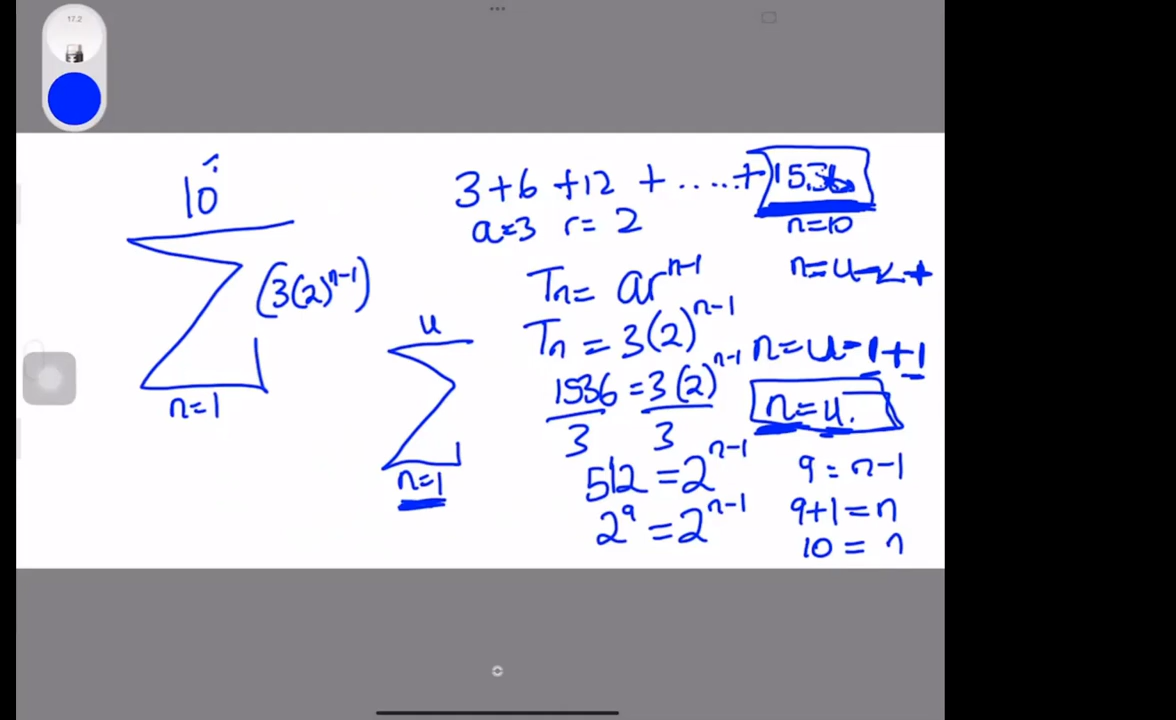 17.2
10
∑ (3(2)^{n-1})
n=1
u
∑
n=1
3+6+12+.....+1536
a=3 r=2
n=10
Tn=ar^{n-1}
n=u-L+
Tn=3(2)^{n-1}
n=u-1+1
1536/3=3(2)^{n-1}/3
n=u.
512=2^{n-1}
2^9=2^{n-1}
9=n-1
9+1=n
10=n